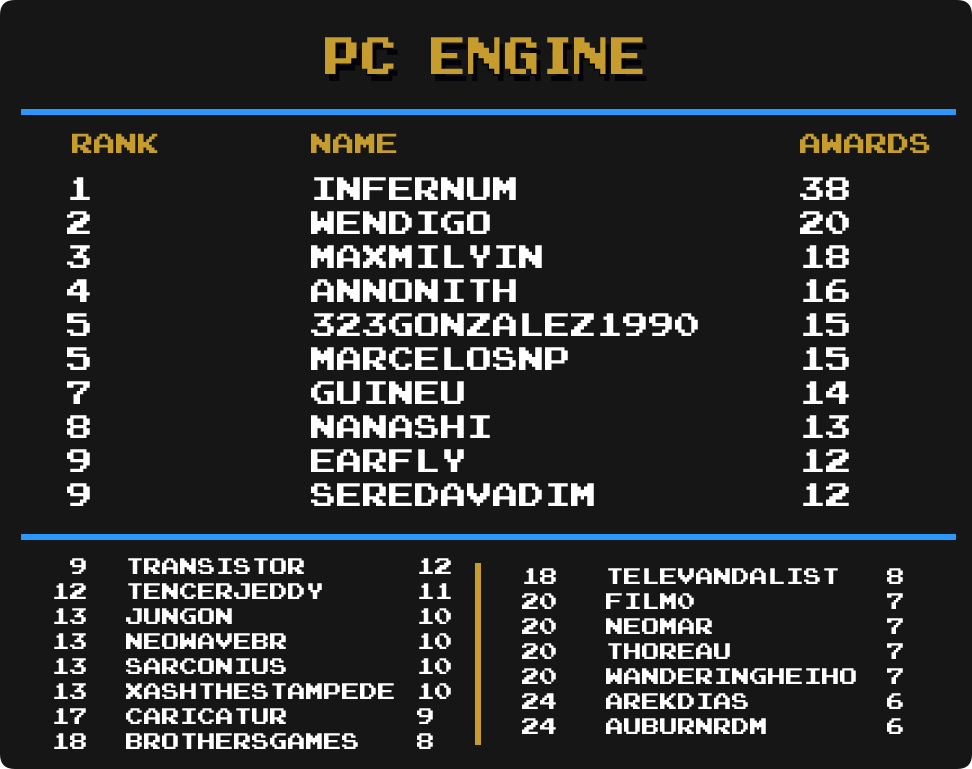 PC ENGINE
RANK NAME AWARDS
1 INFERNUM 38
2 WENDIGO 20
3 MAXMILYIN 18
4 ANNONITH 16
5 323GONZALEZ1990 15
5 MARCELOSNP 15
7 GUINEU 14
8 NANASHI 13
9 EARFLY 12
9 SEREDAVADIM 12
9 TRANSISTOR 12
12 TENCERJEDDY 11
13 JUNGON 10
13 NEOWAVEBR 10
13 SARCONIUS 10
13 XASHTHESTAMPEDE 10
17 CARICATUR 9
18 BROTHERSGAMES 8
18 TELEVANDALIST 8
20 FILMO 7
20 NEOMAR 7
20 THOREAU 7
20 WANDERINGHEIHO 7
24 AREKDIAS 6
24 AUBURNRDM 6